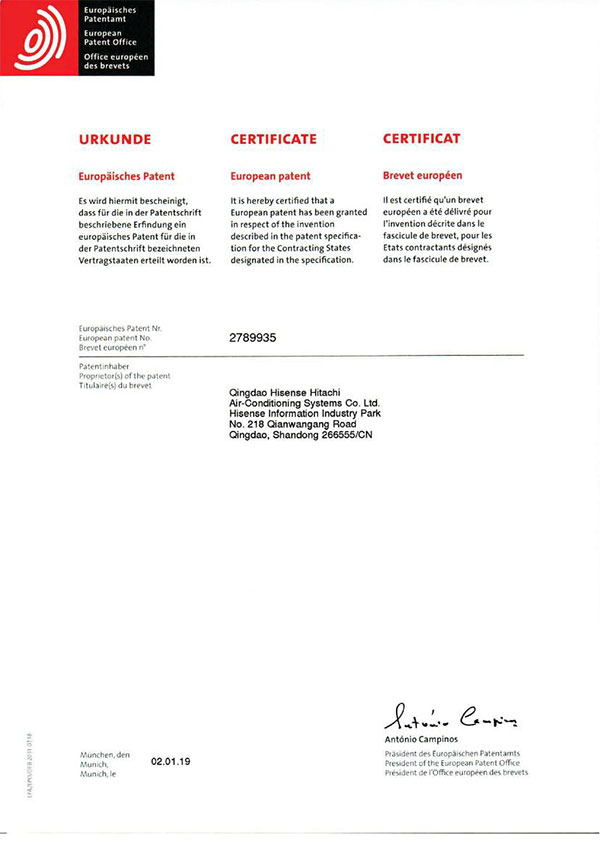 Europäisches
Patentamt
European
Patent Office
Office européen
des brevets
URKUNDE
Europäisches Patent
Es wird hiermit bescheinigt,
dass für die in der Patentschrift
beschriebene Erfindung ein
europäisches Patent für die in
der Patentschrift bezeichneten
Vertragstaaten erteilt worden ist.
CERTIFICATE
European patent
It is hereby certified that a
European patent has been granted
in respect of the invention
described in the patent specifica-
tion for the Contracting States
designated in the specification.
CERTIFICAT
Brevet européen
Il est certifié qu'un brevet
européen a été délivré pour
l'invention décrite dans le
fascicule de brevet, pour les
Etats contractants désignés
dans le fascicule de brevet.
Europäisches Patent Nr.
European patent No.
Brevet européen n°
2789935
Patentinhaber
Proprietor(s) of the patent
Titulaire(s) du brevet
Qingdao Hisense Hitachi
Air-Conditioning Systems Co. Ltd.
Hisense Information Industry Park
No. 218 Qianwangang Road
Qingdao, Shandong 266555/CN
António Campinos
António Campinos
Präsident des Europäischen Patentamts
President of the European Patent Office
Président de l'Office européen des brevets
München, den
Munich,
Munich, le
02.01.19